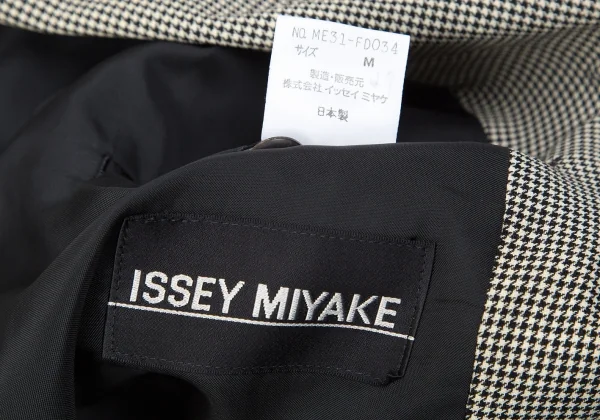 NO. ME31-FD034
サイズ
M
製造・販売元
株式会社イッセイミヤケ
日本製
ISSEY MIYAKE